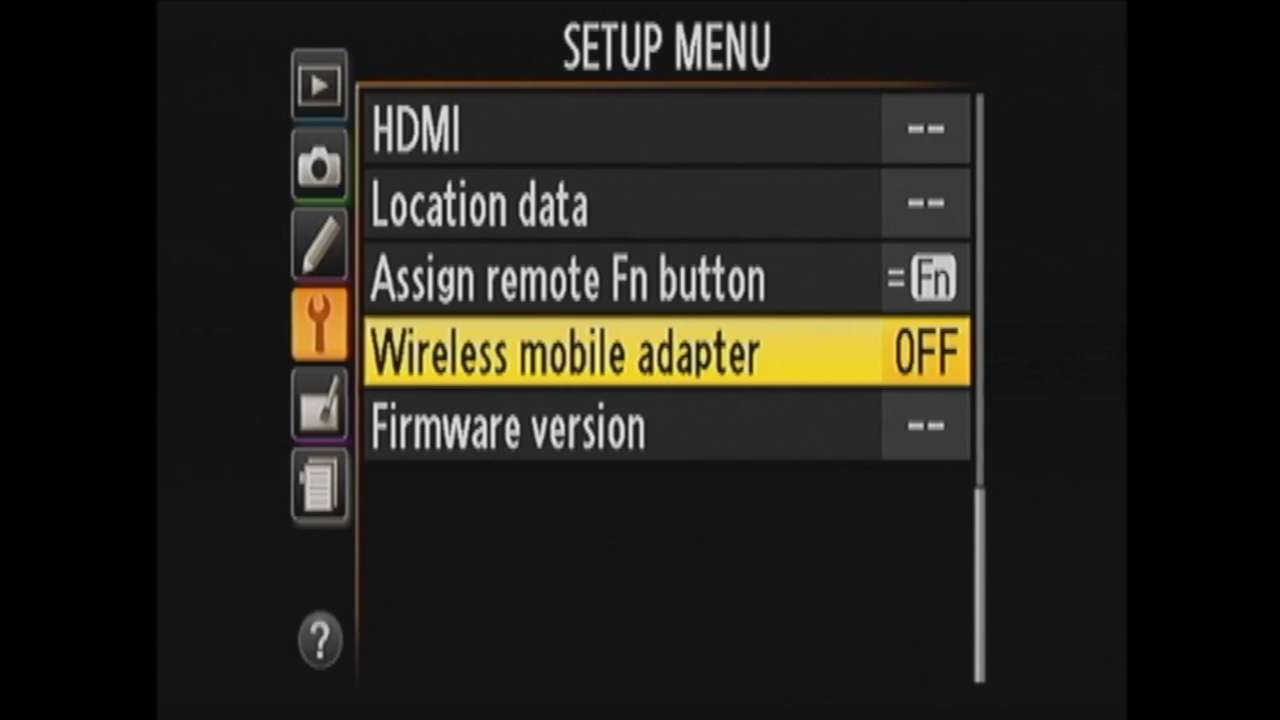 SETUP MENU
HDMI --
Location data --
Assign remote Fn button =Fn
Wireless mobile adapter OFF
Firmware version --
?